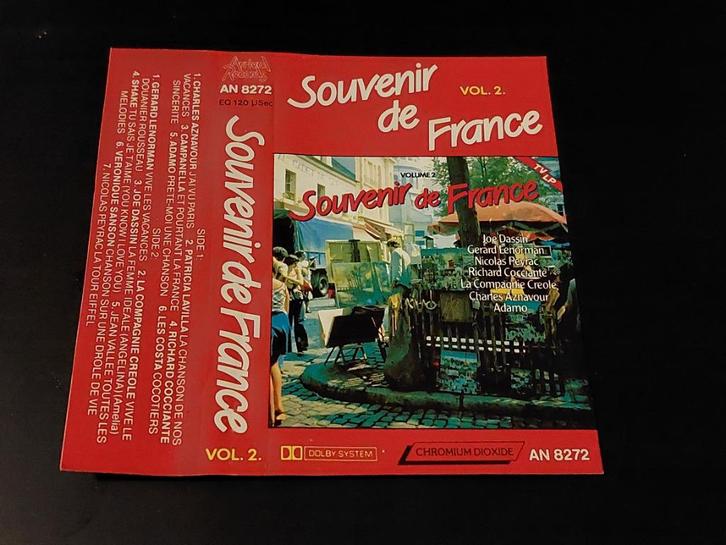 Arrival
Records
AN 8272
EQ 120 µSec
Souvenir de France
VOL. 2.
SIDE 1:
1. CHARLES AZNAVOUR J'AI VU PARIS 2. PATRICIA LAVILLA LA CHANSON DE NOS
VACANCES 3. CAMPARELLA ET POURTANT LA FRANCE 4. RICHARD COCCIANTE
SINCERITE 5. ADAMO PRETE-MOI UNE CHANSON 6. LES COSTA COCOTIERS
SIDE 2:
1. GERARD LENORMAN VIVE LES VACANCES 2. LA COMPAGNIE CREOLE VIVE LE
DOUANIER ROUSSEAU 3. JOE DASSIN LA FEMME IDEALE (ANGELINA) (Amelia)
4. SHAKE TU SAIS JE T'AIME (YOU KNOW I LOVE YOU) 5. JEAN VALLEE TOUTES LES
MELODIES 6. VERONIQUE SANSON CHANSON SUR UNE DROLE DE VIE
7. NICOLAS PEYRAC LA TOUR EIFFEL
Souvenir
de
France
VOL. 2.
VOLUME 2
Souvenir de France
TV LP
Joe Dassin
Gerard Lenorman
Nicolas Peyrac
Richard Cocciante
La Compagnie Creole
Charles Aznavour
Adamo
DOLBY SYSTEM
CHROMIUM DIOXIDE
AN 8272